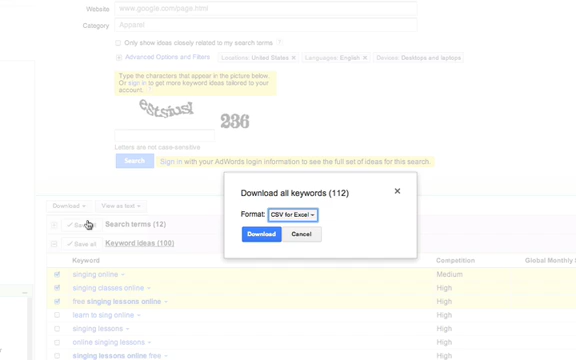 Website www.google.com/page.html
Category Apparel
Only show ideas closely related to my search terms ?
Advanced Options and Filters Locations: United States × Languages: English × Devices: Desktops and laptops
Type the characters that appear in the picture below.
Or sign in to get more keyword ideas tailored to your
account. ?
236
Letters are not case-sensitive
Search Sign in with your AdWords login information to see the full set of ideas for this search.
Download all keywords (112) ×
Format: CSV for Excel
Download Cancel
Download View as text
Search terms (12)
Save all Keyword ideas (100)
Keyword Competition Global Monthly
singing online Medium
singing classes online High
free singing lessons online High
learn to sing online High
singing lessons High
online singing lessons High
singing lessons online free High